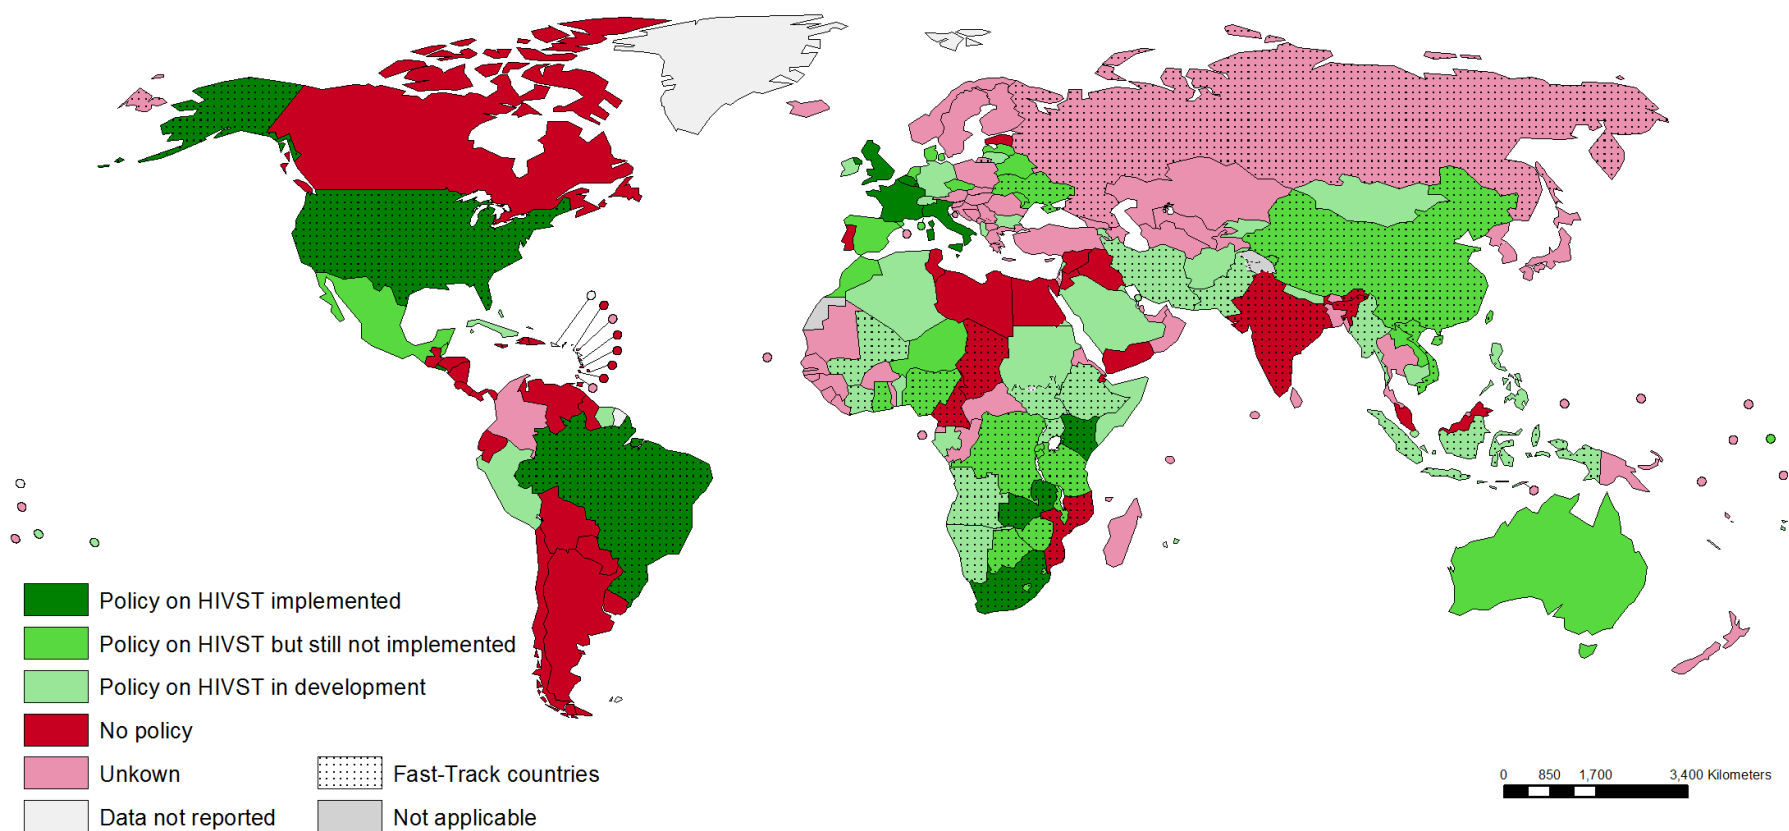 Policy on HIVST implemented
Policy on HIVST but still not implemented
Policy on HIVST in development
No policy
Unkown
Fast-Track countries
Data not reported
Not applicable
0 850 1,700 3,400 Kilometers